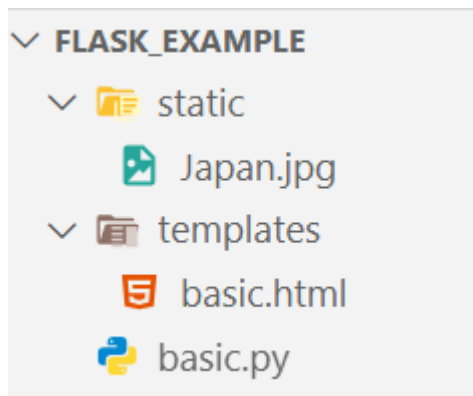 FLASK_EXAMPLE
static
Japan.jpg
templates
basic.html
basic.py